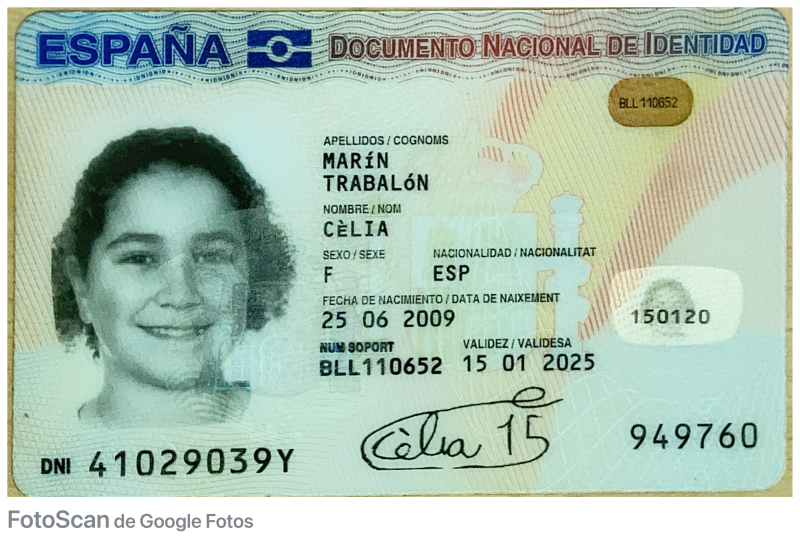 ESPAÑA DOCUMENTO NACIONAL DE IDENTIDAD
BLL110652
APELLIDOS / COGNOMS
MARíN
TRABALóN
NOMBRE / NOM
CÈLIA
SEXO / SEXE NACIONALIDAD / NACIONALITAT
F ESP
FECHA DE NACIMIENTO / DATA DE NAIXEMENT
25 06 2009
150120
NUM SOPORT VALIDEZ / VALIDESA
BLL110652 15 01 2025
Cèlia 15
949760
DNI 41029039Y
FotoScan de Google Fotos